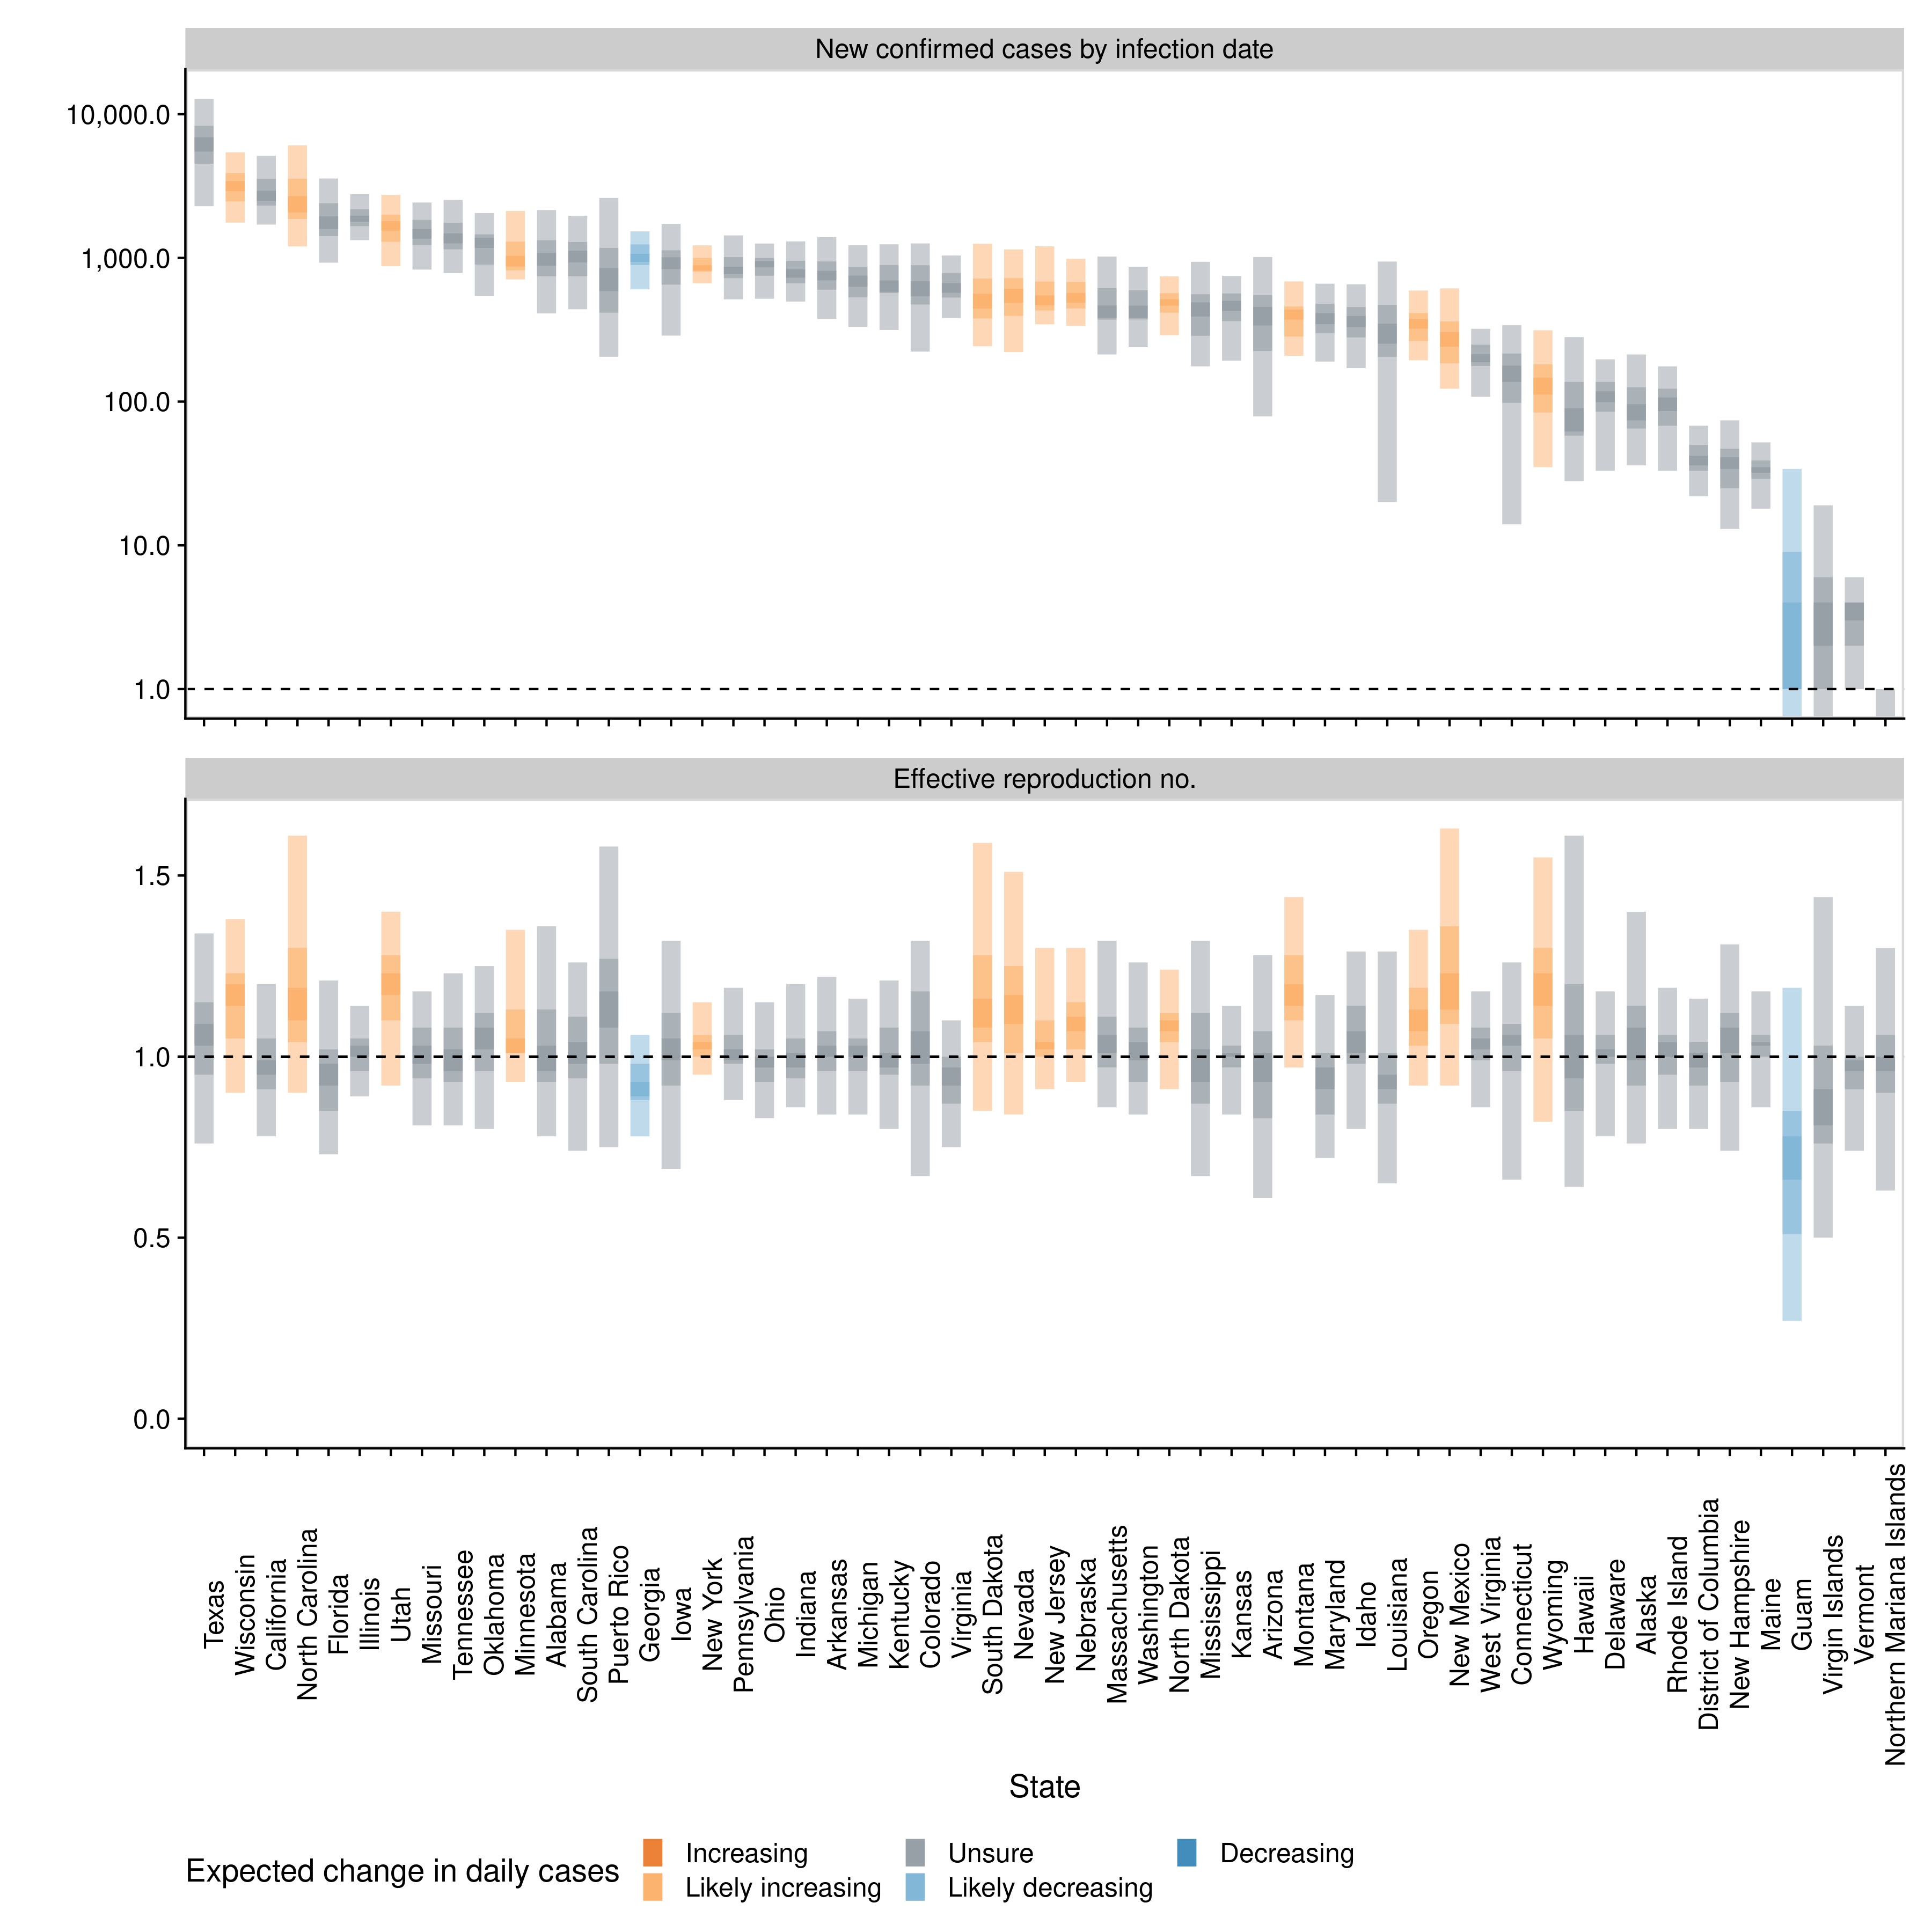 New confirmed cases by infection date
10,000.0
1,000.0
100.0
10.0
1.0
Effective reproduction no.
1.5
1.0
0.5
0.0
Texas
Wisconsin
California
North Carolina
Florida
Illinois
Utah
Missouri
Tennessee
Oklahoma
Minnesota
Alabama
South Carolina
Puerto Rico
Georgia
Iowa
New York
Pennsylvania
Ohio
Indiana
Arkansas
Michigan
Kentucky
Colorado
Virginia
South Dakota
Nevada
New Jersey
Nebraska
Massachusetts
Washington
North Dakota
Mississippi
Kansas
Arizona
Montana
Maryland
Idaho
Louisiana
Oregon
New Mexico
West Virginia
Connecticut
Wyoming
Hawaii
Delaware
Alaska
Rhode Island
District of Columbia
New Hampshire
Maine
Guam
Virgin Islands
Vermont
Northern Mariana Islands
State
Expected change in daily cases
Increasing
Likely increasing
Unsure
Likely decreasing
Decreasing